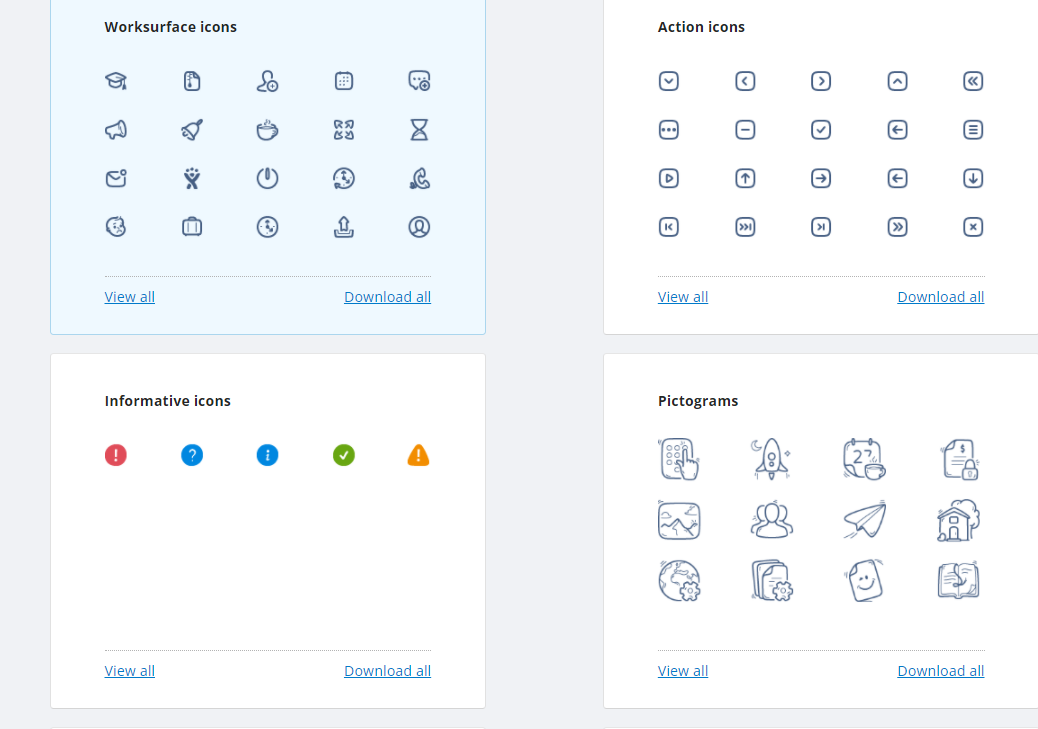 Worksurface icons
Action icons
View all
Download all
View all
Download all
Informative icons
Pictograms
27
View all
Download all
View all
Download all